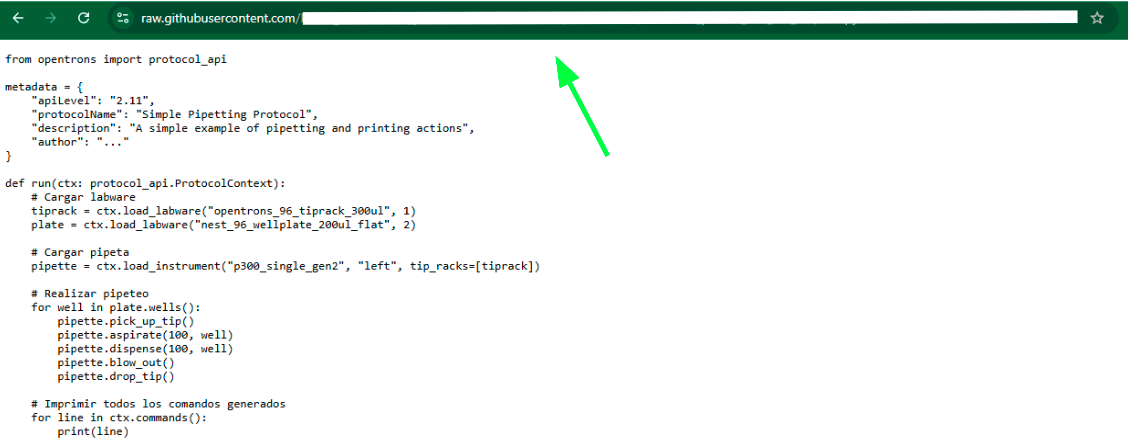 raw.githubusercontent.com/
from opentrons import protocol_api
metadata = {
    "apiLevel": "2.11",
    "protocolName": "Simple Pipetting Protocol",
    "description": "A simple example of pipetting and printing actions",
    "author": "..."
}
def run(ctx: protocol_api.ProtocolContext):
    # Cargar labware
    tiprack = ctx.load_labware("opentrons_96_tiprack_300ul", 1)
    plate = ctx.load_labware("nest_96_wellplate_200ul_flat", 2)
    # Cargar pipeta
    pipette = ctx.load_instrument("p300_single_gen2", "left", tip_racks=[tiprack])
    # Realizar pipeteo
    for well in plate.wells():
        pipette.pick_up_tip()
        pipette.aspirate(100, well)
        pipette.dispense(100, well)
        pipette.blow_out()
        pipette.drop_tip()
    # Imprimir todos los comandos generados
    for line in ctx.commands():
        print(line)